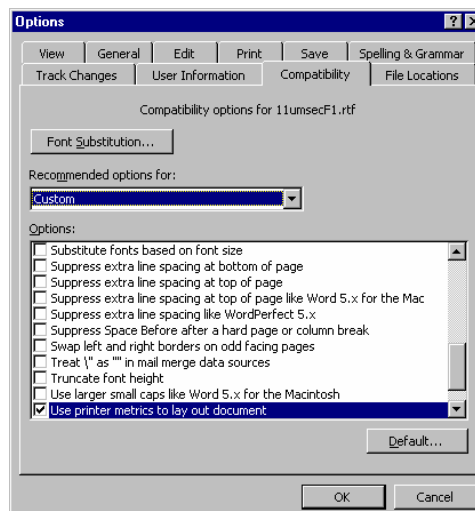 Options
View General Edit Print Save Spelling & Grammar
Track Changes User Information Compatibility File Locations
Compatibility options for 11umsecF1.rtf
Font Substitution...
Recommended options for:
Custom
Options:
Substitute fonts based on font size
Suppress extra line spacing at bottom of page
Suppress extra line spacing at top of page
Suppress extra line spacing at top of page like Word 5.x for the Mac
Suppress extra line spacing like WordPerfect 5.x
Suppress Space Before after a hard page or column break
Swap left and right borders on odd facing pages
Treat \" as "" in mail merge data sources
Truncate font height
Use larger small caps like Word 5.x for the Macintosh
Use printer metrics to lay out document
Default...
OK Cancel